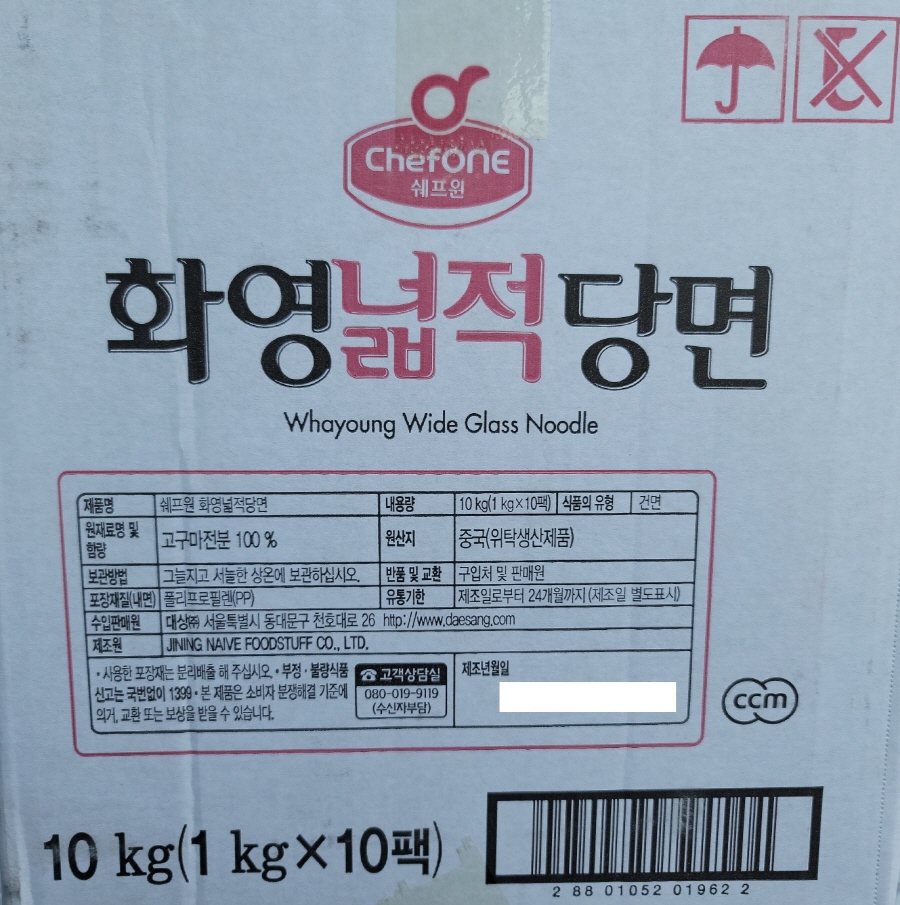 ChefONE
쉐프원
화영넓적당면
Whayoung Wide Glass Noodle
제품명 쉐프원 화영넓적당면 내용량 10 kg(1 kg×10팩) 식품의 유형 건면
원재료명 및 함량 고구마전분 100 % 원산지 중국(위탁생산제품)
보관방법 그늘지고 서늘한 상온에 보관하십시오. 반품 및 교환 구입처 및 판매원
포장재질(내면) 폴리프로필렌(PP) 유통기한 제조일로부터 24개월까지 (제조일 별도표시)
수입판매원 대상㈜ 서울특별시 동대문구 천호대로 26 http://www.daesang.com
제조원 JINING NAIVE FOODSTUFF CO., LTD.
• 사용한 포장재는 분리배출 해 주십시오. • 부정 · 불량식품
신고는 국번없이 1399 • 본 제품은 소비자 분쟁해결 기준에
의거, 교환 또는 보상을 받을 수 있습니다.
☎ 고객상담실
080-019-9119
(수신자부담)
제조년월일
ccm
10 kg(1 kg×10팩)
2 88 01052 01962 2